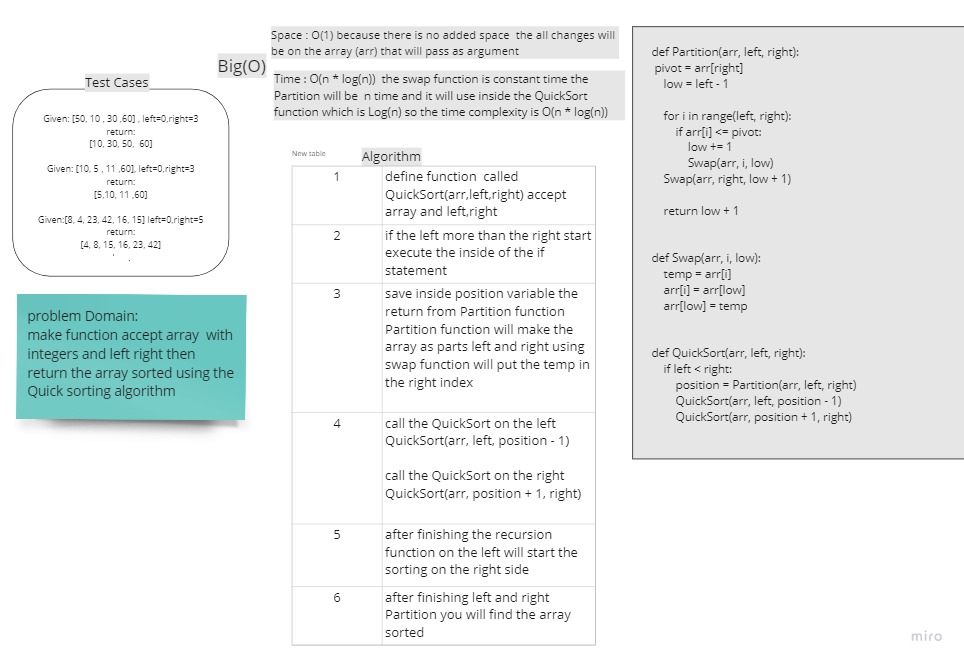 Space : O(1) because there is no added space the all changes will
be on the array (arr) that will pass as argument
Big(O)
Time : O(n * log(n)) the swap function is constant time the
Partition will be n time and it will use inside the QuickSort
function which is Log(n) so the time complexity is O(n * log(n))
Test Cases
Given: [50, 10 , 30 ,60] , left=0,right=3
return:
[10, 30, 50, 60]
Given: [10, 5 , 11 ,60], left=0,right=3
return:
[5,10, 11 ,60]
Given:[8, 4, 23, 42, 16, 15] left=0,right=5
return:
[4, 8, 15, 16, 23, 42]
problem Domain:
make function accept array with
integers and left right then
return the array sorted using the
Quick sorting algorithm
New table
Algorithm
1
define function called
QuickSort(arr,left,right) accept
array and left,right
2
if the left more than the right start
execute the inside of the if
statement
3
save inside position variable the
return from Partition function
Partition function will make the
array as parts left and right using
swap function will put the temp in
the right index
4
call the QuickSort on the left
QuickSort(arr, left, position - 1)
call the QuickSort on the right
QuickSort(arr, position + 1, right)
5
after finishing the recursion
function on the left will start the
sorting on the right side
6
after finishing left and right
Partition you will find the array
sorted
def Partition(arr, left, right):
pivot = arr[right]
low = left - 1
for i in range(left, right):
if arr[i] <= pivot:
low += 1
Swap(arr, i, low)
Swap(arr, right, low + 1)
return low + 1
def Swap(arr, i, low):
temp = arr[i]
arr[i] = arr[low]
arr[low] = temp
def QuickSort(arr, left, right):
if left < right:
position = Partition(arr, left, right)
QuickSort(arr, left, position - 1)
QuickSort(arr, position + 1, right)
miro